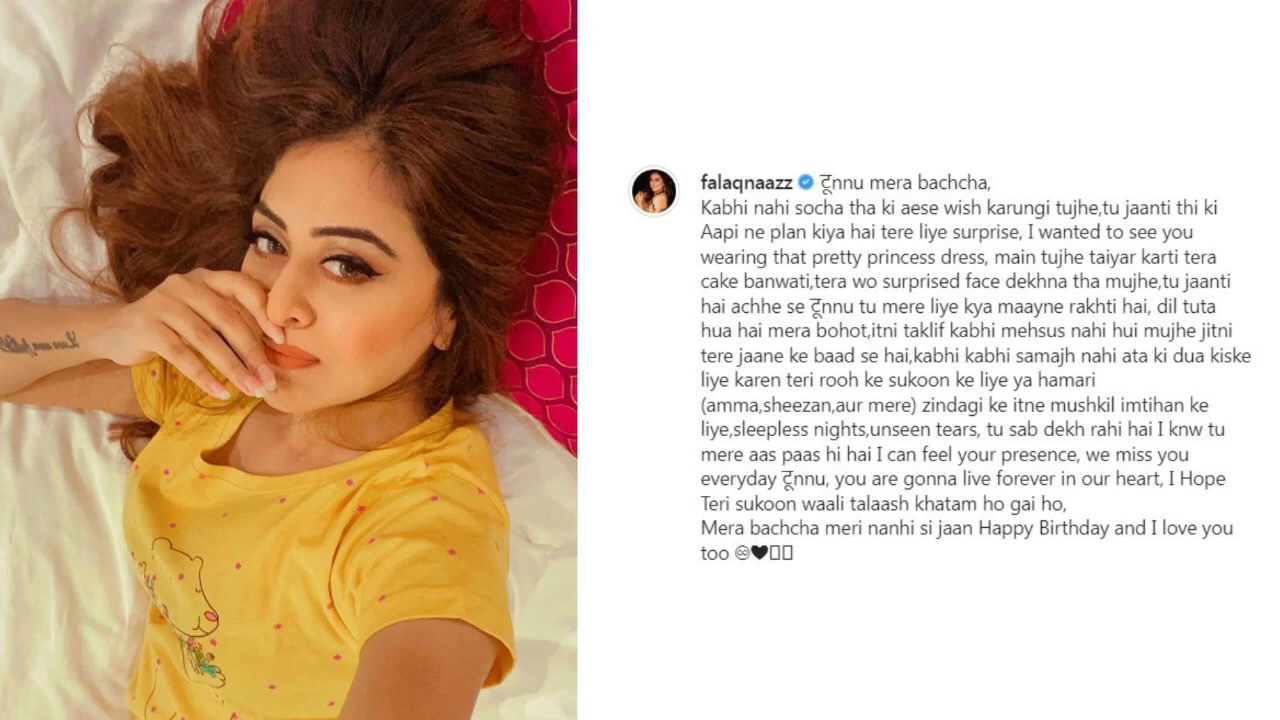 falaqnaazz टूnnu mera bachcha,
Kabhi nahi socha tha ki aese wish karungi tujhe,tu jaanti thi ki
Aapi ne plan kiya hai tere liye surprise, I wanted to see you
wearing that pretty princess dress, main tujhe taiyar karti tera
cake banwati,tera wo surprised face dekhna tha mujhe,tu jaanti
hai achhe se टूnnu tu mere liye kya maayne rakhti hai, dil tuta
hua hai mera bohot,itni taklif kabhi mehsus nahi hui mujhe jitni
tere jaane ke baad se hai,kabhi kabhi samajh nahi ata ki dua kiske
liye karen teri rooh ke sukoon ke liye ya hamari
(amma,sheezan,aur mere) zindagi ke itne mushkil imtihan ke
liye,sleepless nights,unseen tears, tu sab dekh rahi hai I knw tu
mere aas paas hi hai I can feel your presence, we miss you
everyday टूnnu, you are gonna live forever in our heart, I Hope
Teri sukoon waali talaash khatam ho gai ho,
Mera bachcha meri nanhi si jaan Happy Birthday and I love you
too ♾🖤